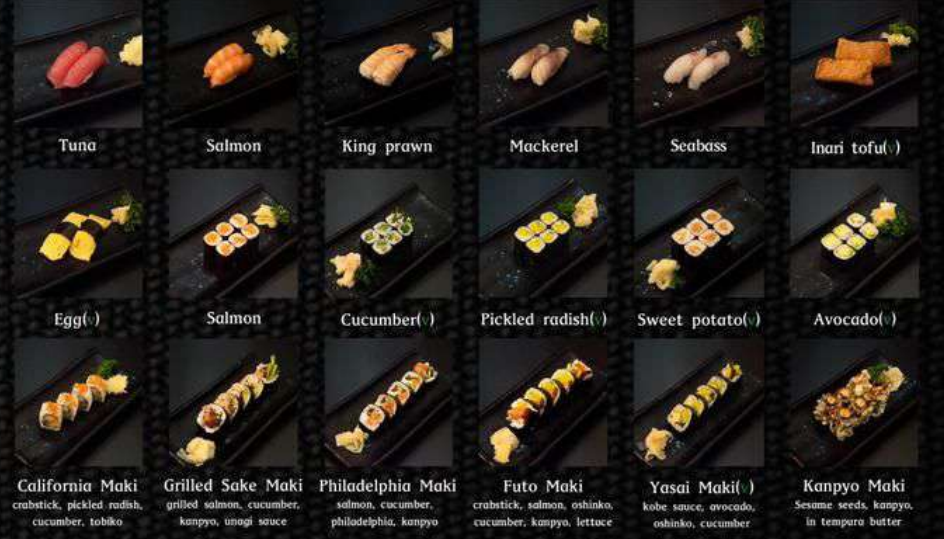 Tuna
Salmon
King prawn
Mackerel
Seabass
Inari tofu(v)
Egg(v)
Salmon
Cucumber(v)
Pickled radish(v)
Sweet potato(v)
Avocado(v)
California Maki
crabstick, pickled radish,
cucumber, tobiko
Grilled Sake Maki
grilled salmon, cucumber,
kanpyo, unagi sauce
Philadelphia Maki
salmon, cucumber,
philadelphia, kanpyo
Futo Maki
crabstick, salmon, oshinko,
cucumber, kanpyo, lettuce
Yasai Maki(v)
kobe sauce, avocado,
oshinko, cucumber
Kanpyo Maki
Sesame seeds, kanpyo,
in tempura butter